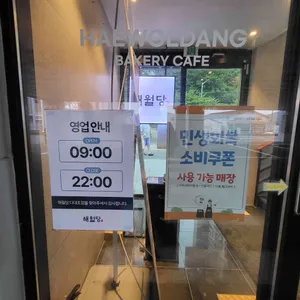 HAEWOLDANG
BAKERY CAFE
해월당
영업안내
OPEN
09:00
CLOSE
22:00
해월당
민생회복
소비쿠폰
사용 가능 매장